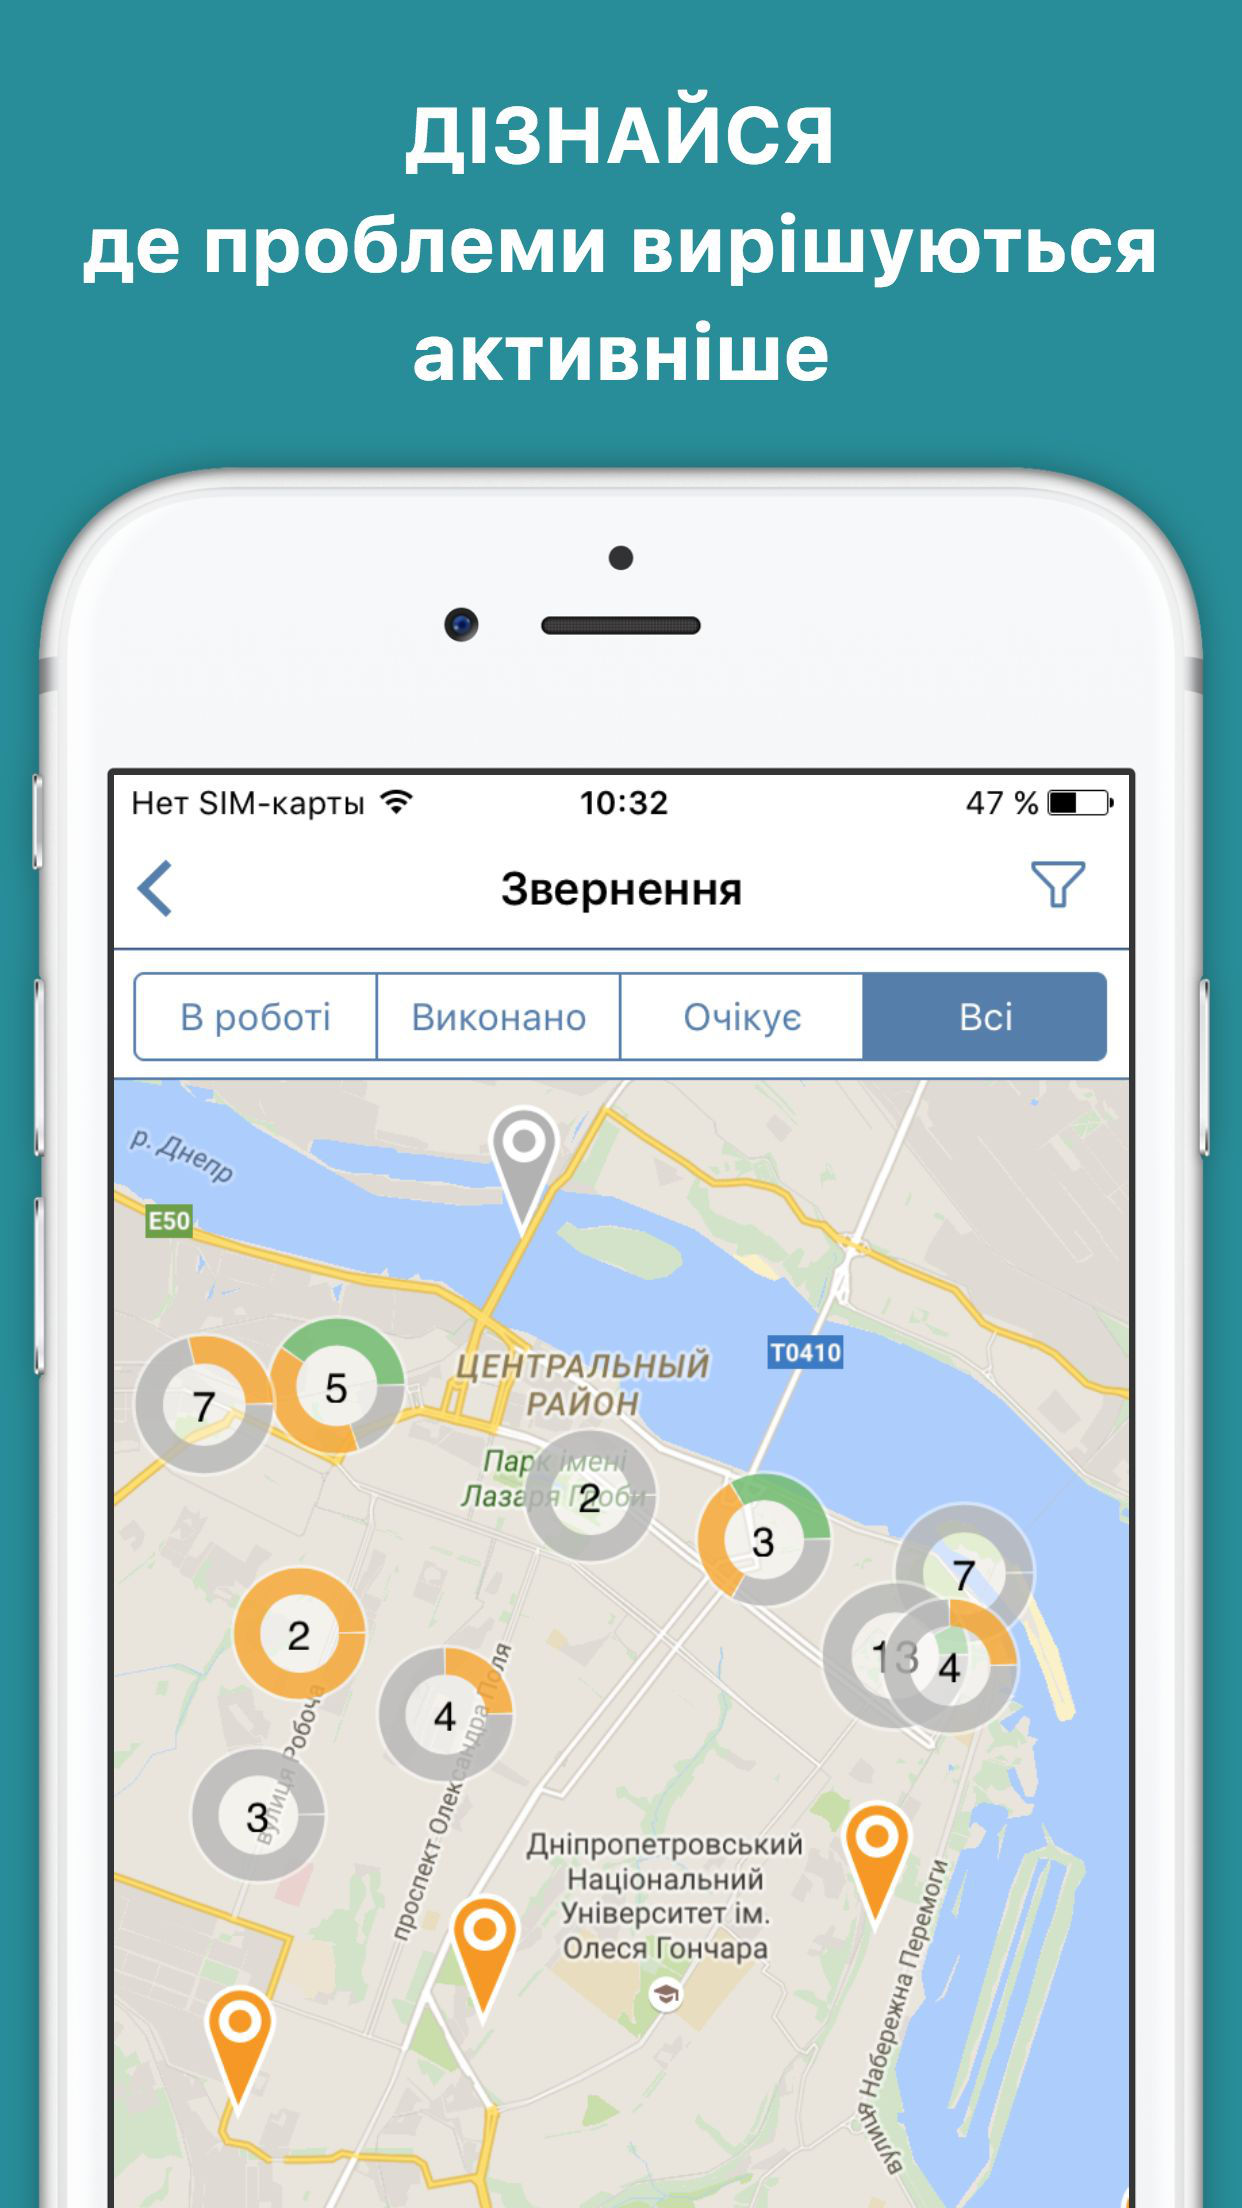 ДІЗНАЙСЯ
де проблеми вирішуються
активніше
Нет SIM-карты 10:32 47 %
Звернення
В роботі Виконано Очікує Всі
р. Днепр
E50
T0410
ЦЕНТРАЛЬНЫЙ
РАЙОН
7 5
Парк імені
Лазаря Глоби
2
3
7
13 4
2
4
3
вулиця Робоча
проспект Олександра Поля
Дніпропетровський
Національний
Університет ім.
Олеся Гончара
вулиця Набережна Перемоги